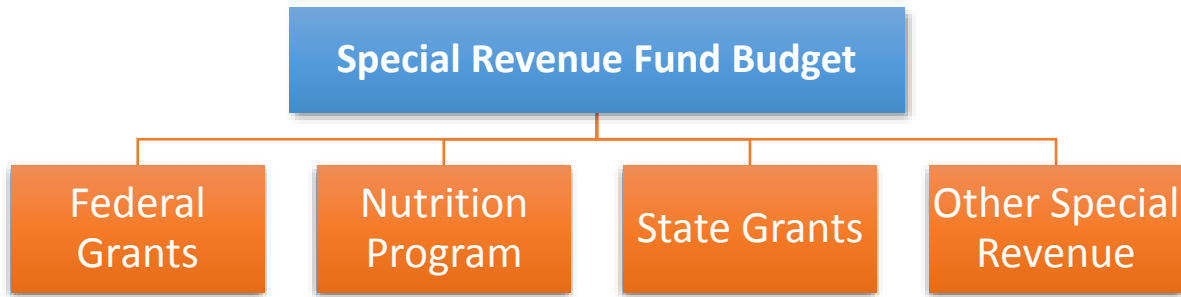 Special Revenue Fund Budget
Federal
Grants
Nutrition
Program
State Grants
Other Special
Revenue